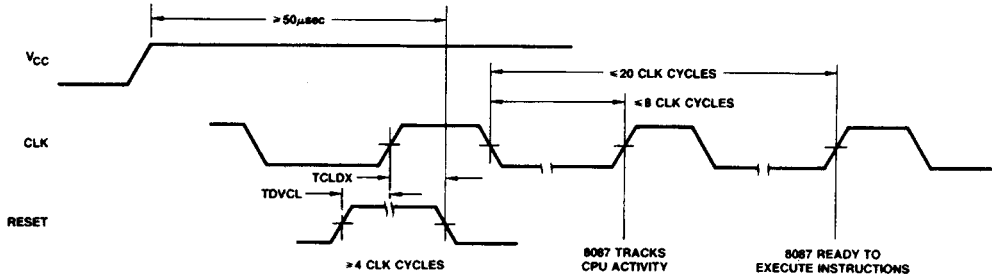 ≥50µsec
VCC
≤20 CLK CYCLES
≤8 CLK CYCLES
CLK
TCLDX
TDVCL
RESET
≥4 CLK CYCLES
8087 TRACKS
CPU ACTIVITY
8087 READY TO
EXECUTE INSTRUCTIONS